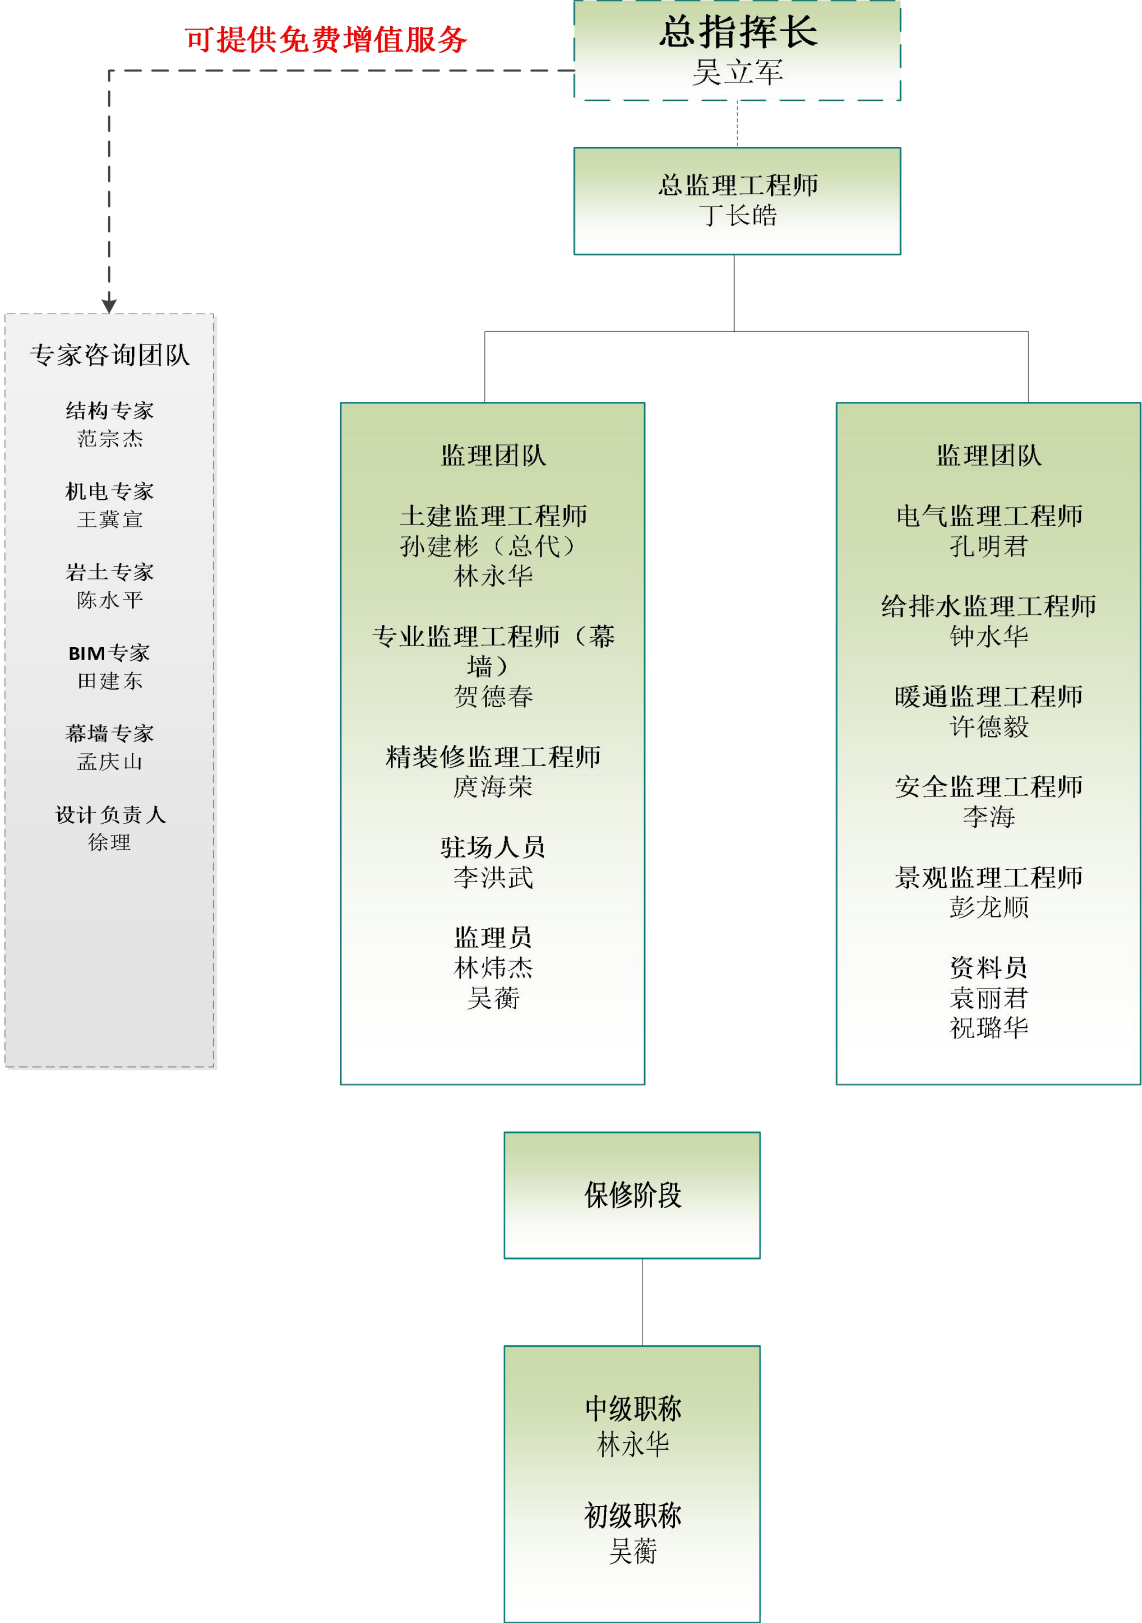 可提供免费增值服务
总指挥长
吴立军
总监理工程师
丁长皓
专家咨询团队
结构专家
范宗杰
机电专家
王冀宣
岩土专家
陈水平
BIM专家
田建东
幕墙专家
孟庆山
设计负责人
徐理
监理团队
土建监理工程师
孙建彬（总代）
林永华
专业监理工程师（幕
墙）
贺德春
精装修监理工程师
庹海荣
驻场人员
李洪武
监理员
林炜杰
吴蘅
监理团队
电气监理工程师
孔明君
给排水监理工程师
钟水华
暖通监理工程师
许德毅
安全监理工程师
李海
景观监理工程师
彭龙顺
资料员
袁丽君
祝璐华
保修阶段
中级职称
林永华
初级职称
吴蘅